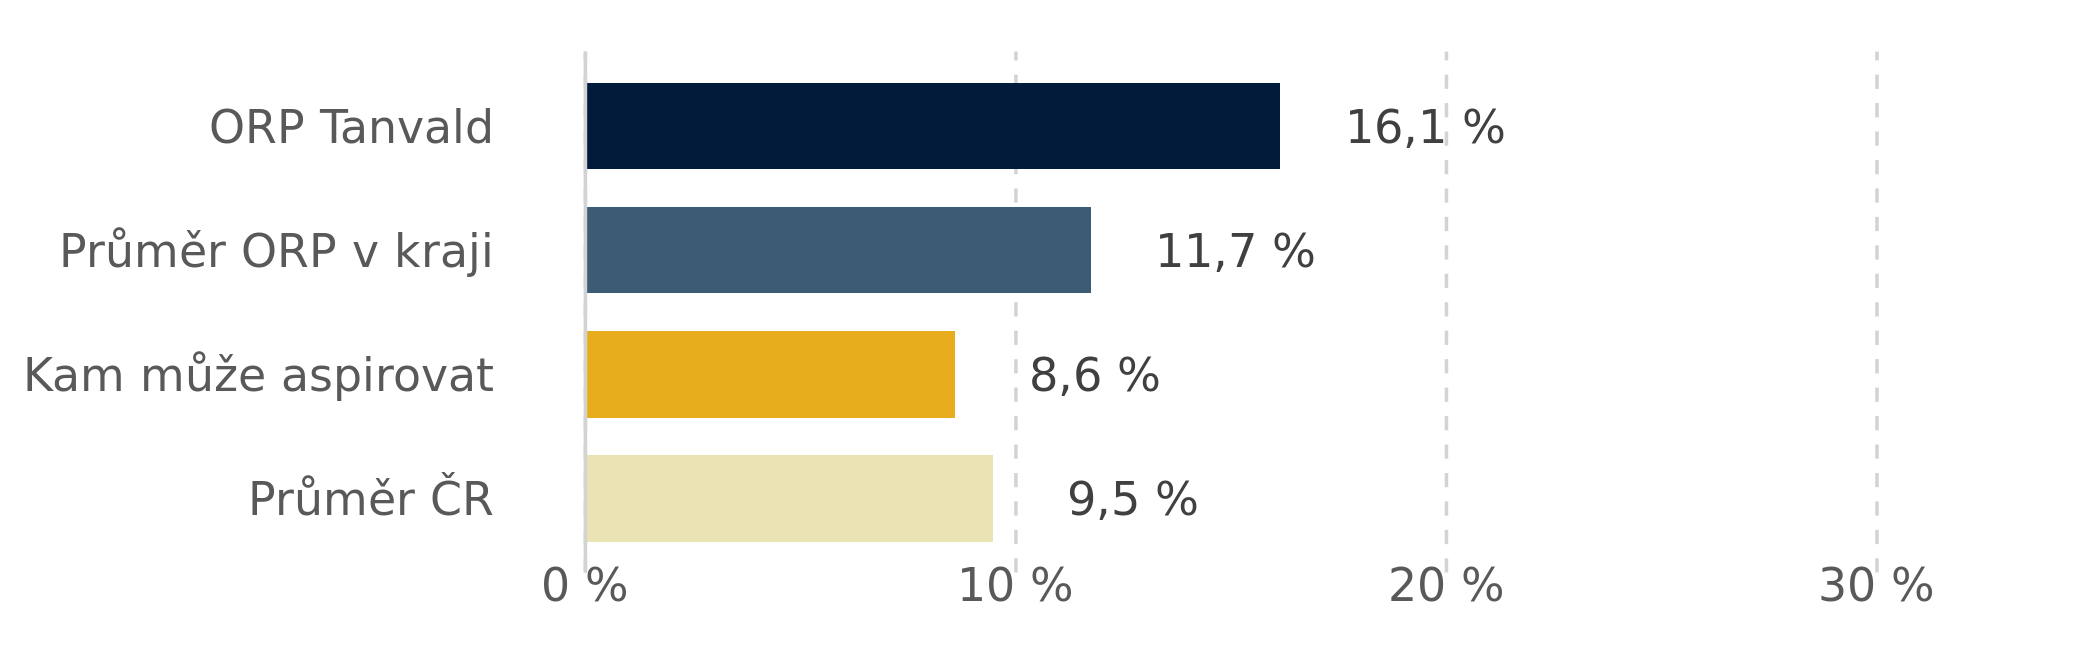 ORP Tanvald 16,1 %
Průměr ORP v kraji 11,7 %
Kam může aspirovat 8,6 %
Průměr ČR 9,5 %
0 % 10 % 20 % 30 %